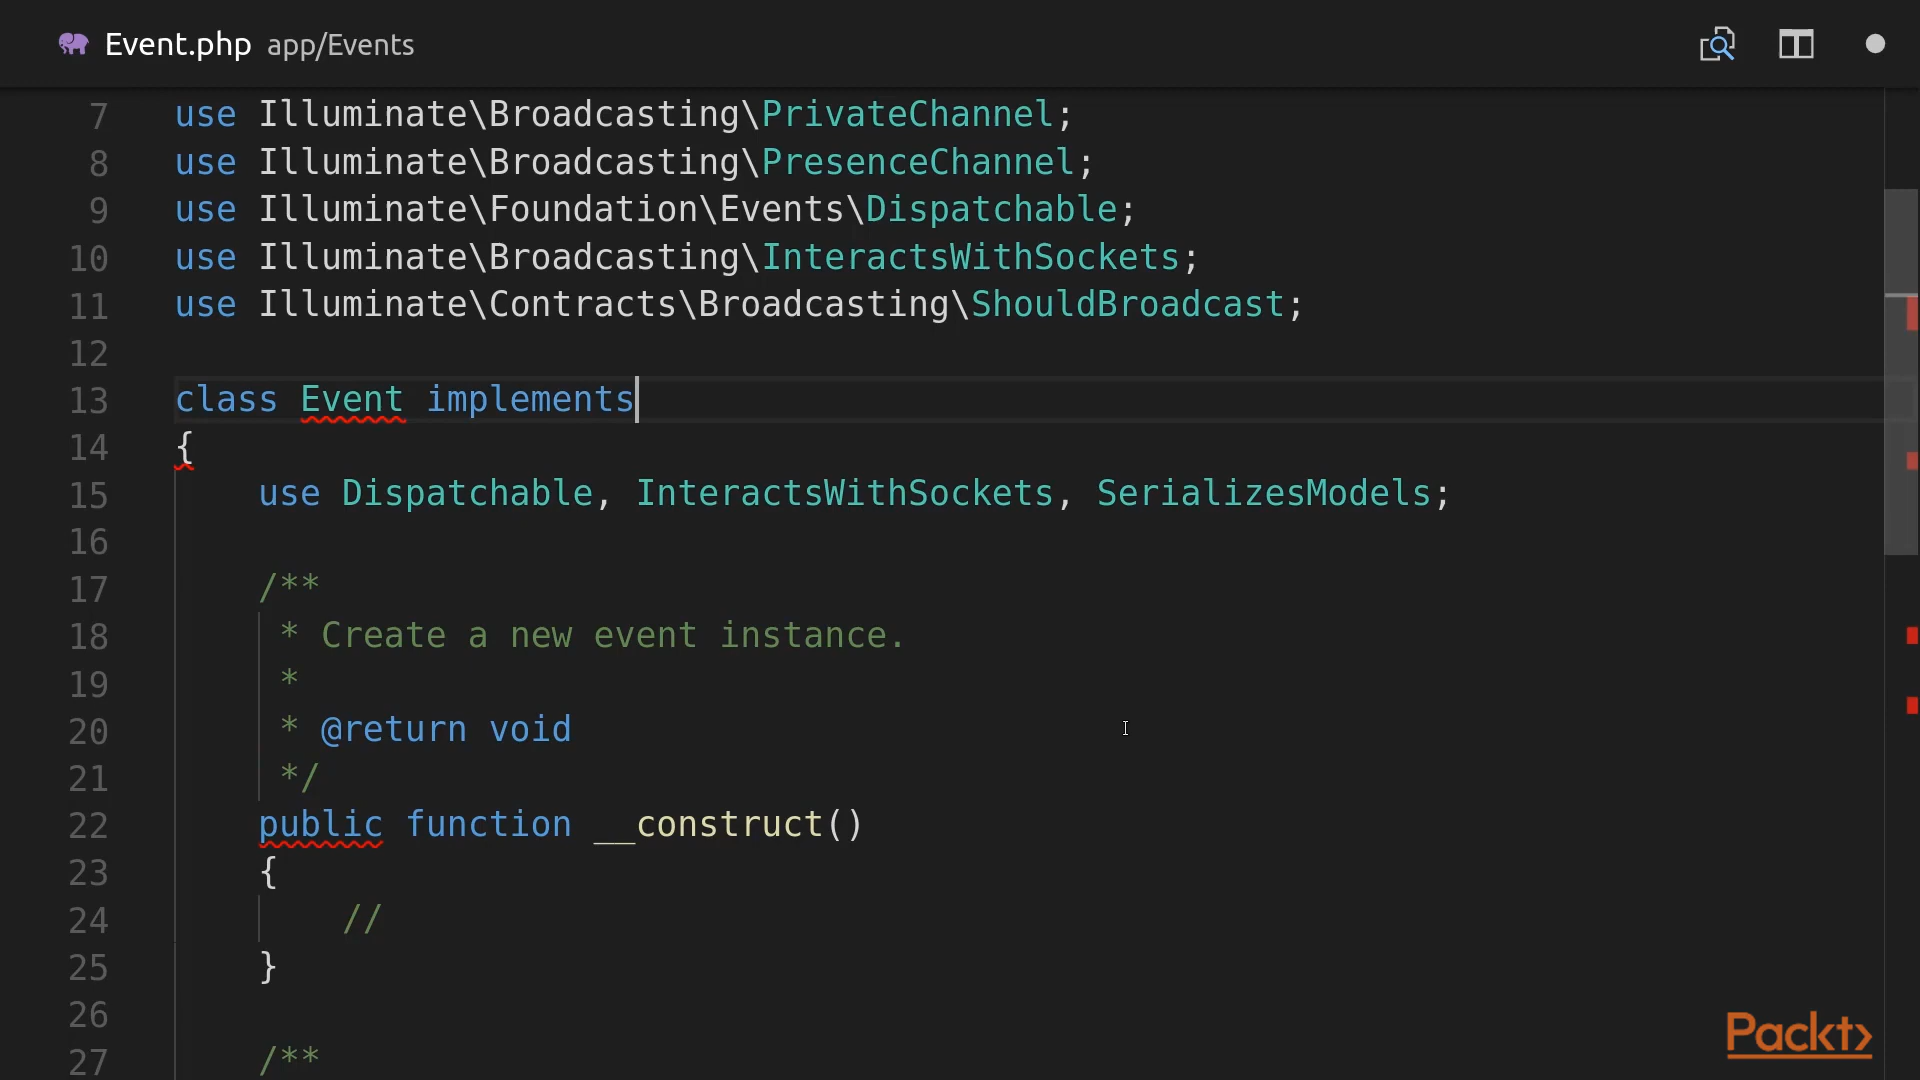 Event.php app/Events
7 use Illuminate\Broadcasting\PrivateChannel;
8 use Illuminate\Broadcasting\PresenceChannel;
9 use Illuminate\Foundation\Events\Dispatchable;
10 use Illuminate\Broadcasting\InteractsWithSockets;
11 use Illuminate\Contracts\Broadcasting\ShouldBroadcast;
12
13 class Event implements
14 {
15     use Dispatchable, InteractsWithSockets, SerializesModels;
16
17     /**
18      * Create a new event instance.
19      *
20      * @return void
21      */
22     public function __construct()
23     {
24         //
25     }
26
27     /**
Packt>